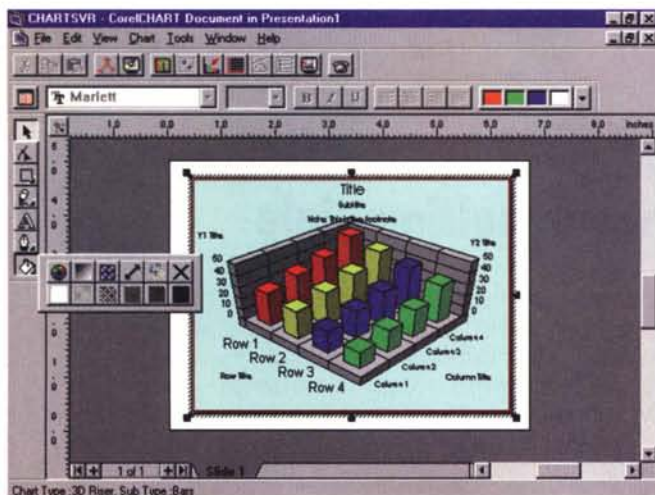 CHARTSVR - CorelCHART Document in Presentation1
File Edit View Chart Tools Window Help
Marlett
B I U
1,0 0,0 1,0 2,0 3,0 4,0 5,0 6,0 7,0 8,0 inches
Title
Subtitle
Y1 Title
Y2 Title
50 50
40 40
30 30
20 20
10 10
0 0
Row 1
Row 2
Row 3
Row 4
Column 4
Column 3
Column 2
Column 1
Row Title
Column Title
1 of 1
Slide 1
Chart Type :3D Riser, Sub Type :Bars